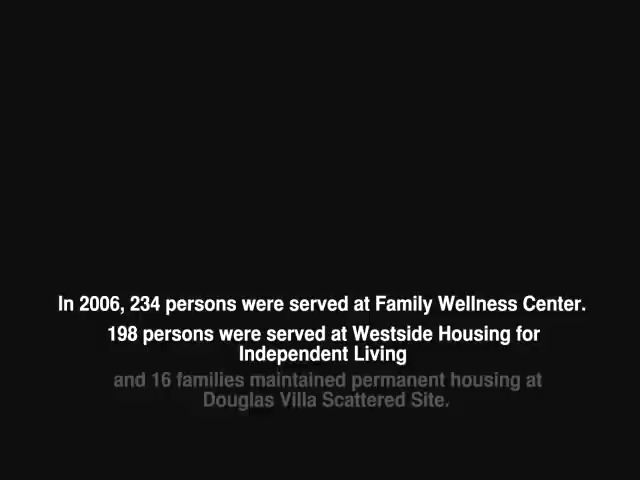 In 2006, 234 persons were served at Family Wellness Center.
198 persons were served at Westside Housing for
Independent Living
and 16 families maintained permanent housing at
Douglas Villa Scattered Site.